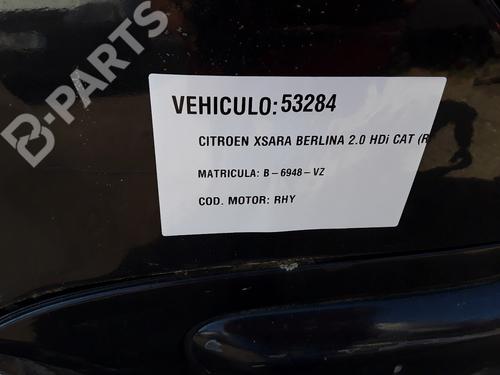 B-PARTS
VEHICULO: 53284
CITROEN XSARA BERLINA 2.0 HDi CAT (R
MATRICULA: B-6948-VZ
COD. MOTOR: RHY